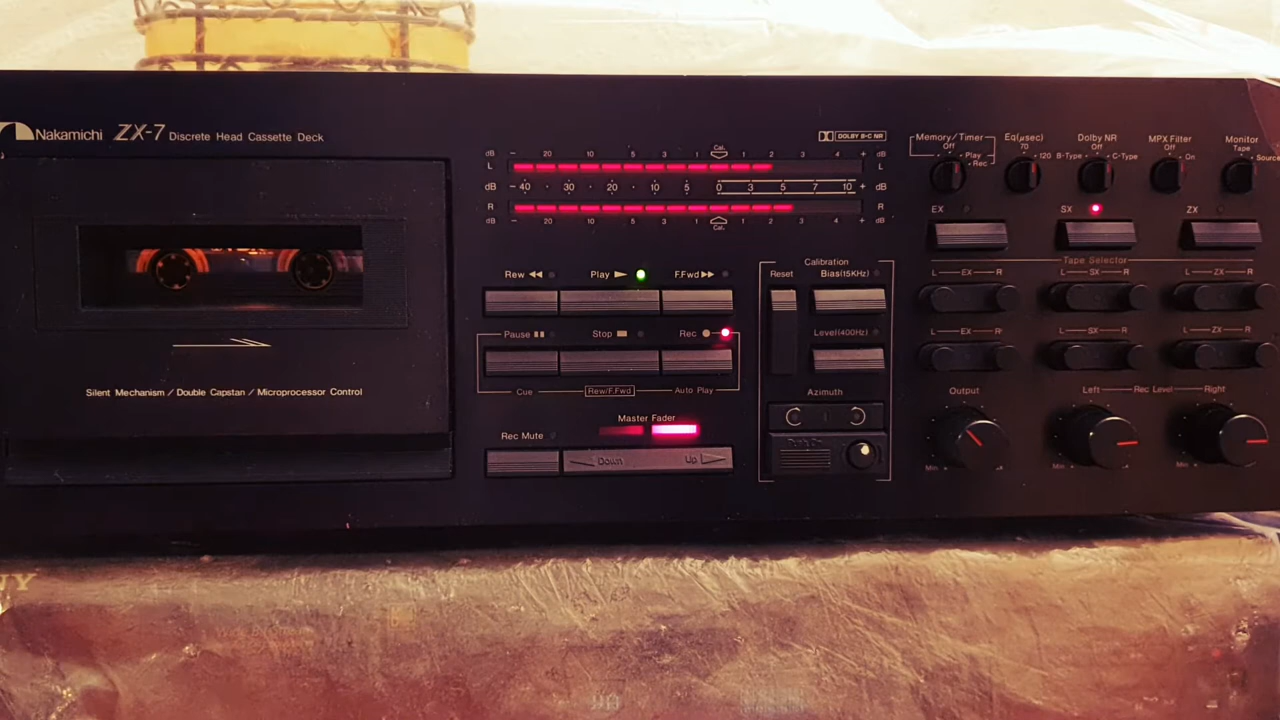 Nakamichi ZX-7 Discrete Head Cassette Deck
Silent Mechanism / Double Capstan / Microprocessor Control
DOLBY B-C NR
Cal.
dB - 20 10 5 3 1 1 2 3 4 + dB
L L
dB -40 30 20 10 5 0 3 5 7 10 + dB
R R
dB - 20 10 5 3 1 1 2 3 4 + dB
Cal.
Rew Play F.Fwd
Pause Stop Rec
Cue Rew/F.Fwd Auto Play
Master Fader
Rec Mute
Down Up
Calibration
Reset Bias(15KHz)
Level(400Hz)
Azimuth
Memory/Timer Eq(µsec) Dolby NR MPX Filter Monitor
Off 70 Off Off Tape
Play 120 B-Type C-Type On Source
Rec
EX SX ZX
Tape Selector
L EX R L SX R L ZX R
L EX R L SX R L ZX R
Output Left Rec Level Right
Min Min Min
NY